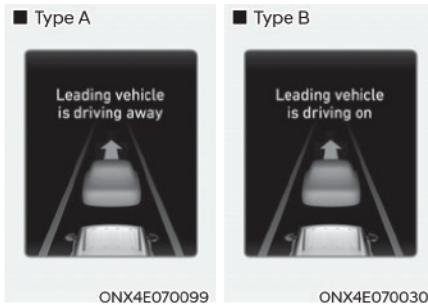 ■ Type A
Leading vehicle
is driving away
ONX4E070099
■ Type B
Leading vehicle
is driving on
ONX4E070030